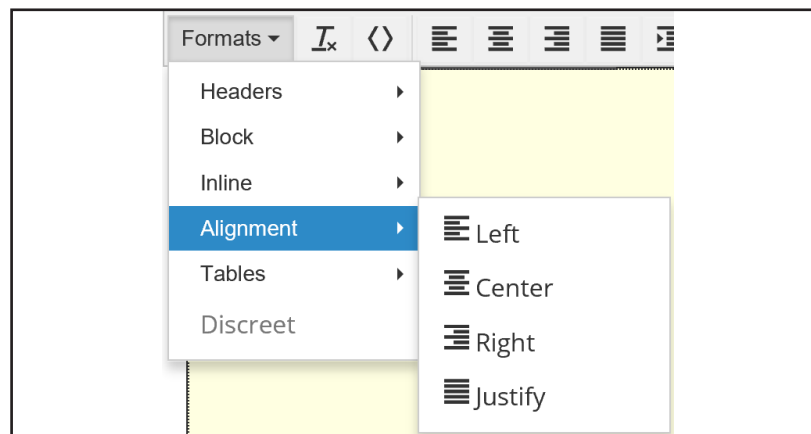 Formats
Headers
Block
Inline
Alignment
Left
Tables
Center
Discreet
Right
Justify